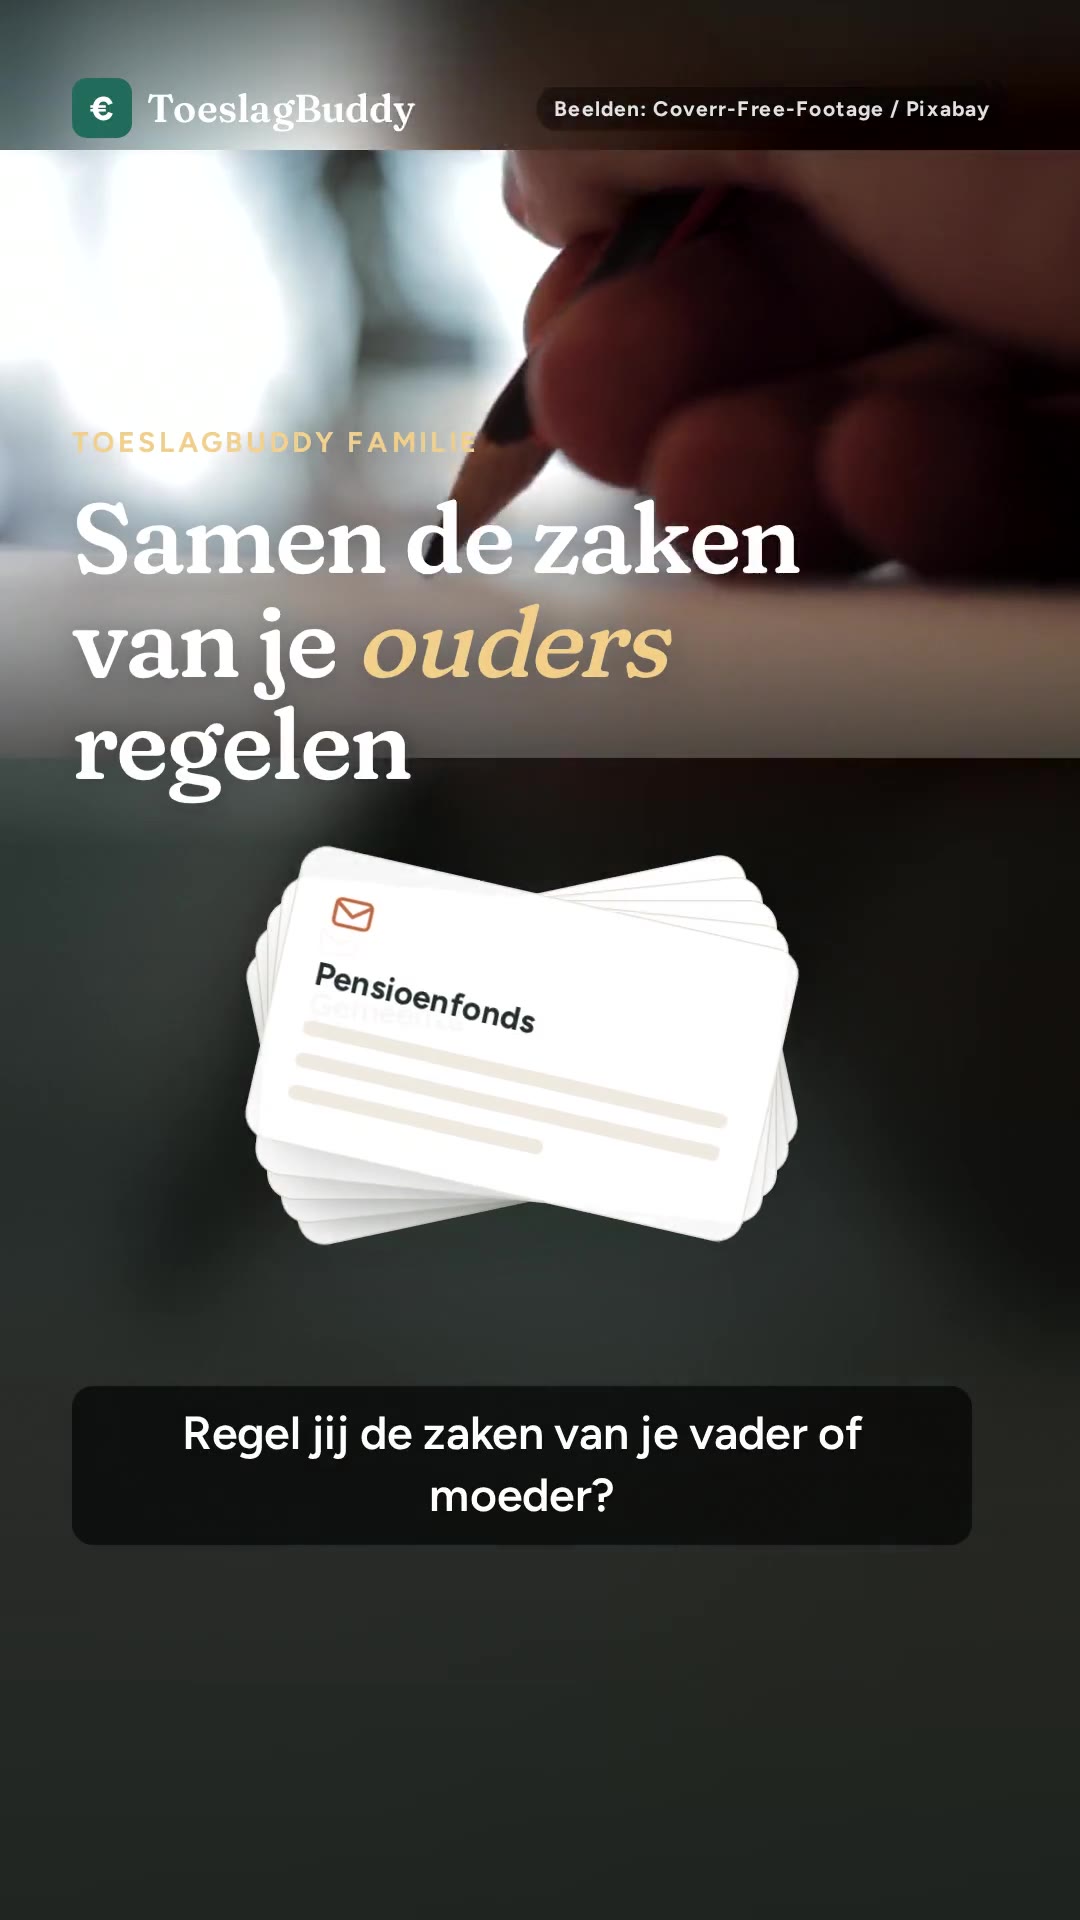 € ToeslagBuddy
Beelden: Coverr-Free-Footage / Pixabay
TOESLAGBUDDY FAMILIE
Samen de zaken
van je ouders
regelen
Pensioenfonds
Gemeente
Regel jij de zaken van je vader of
moeder?